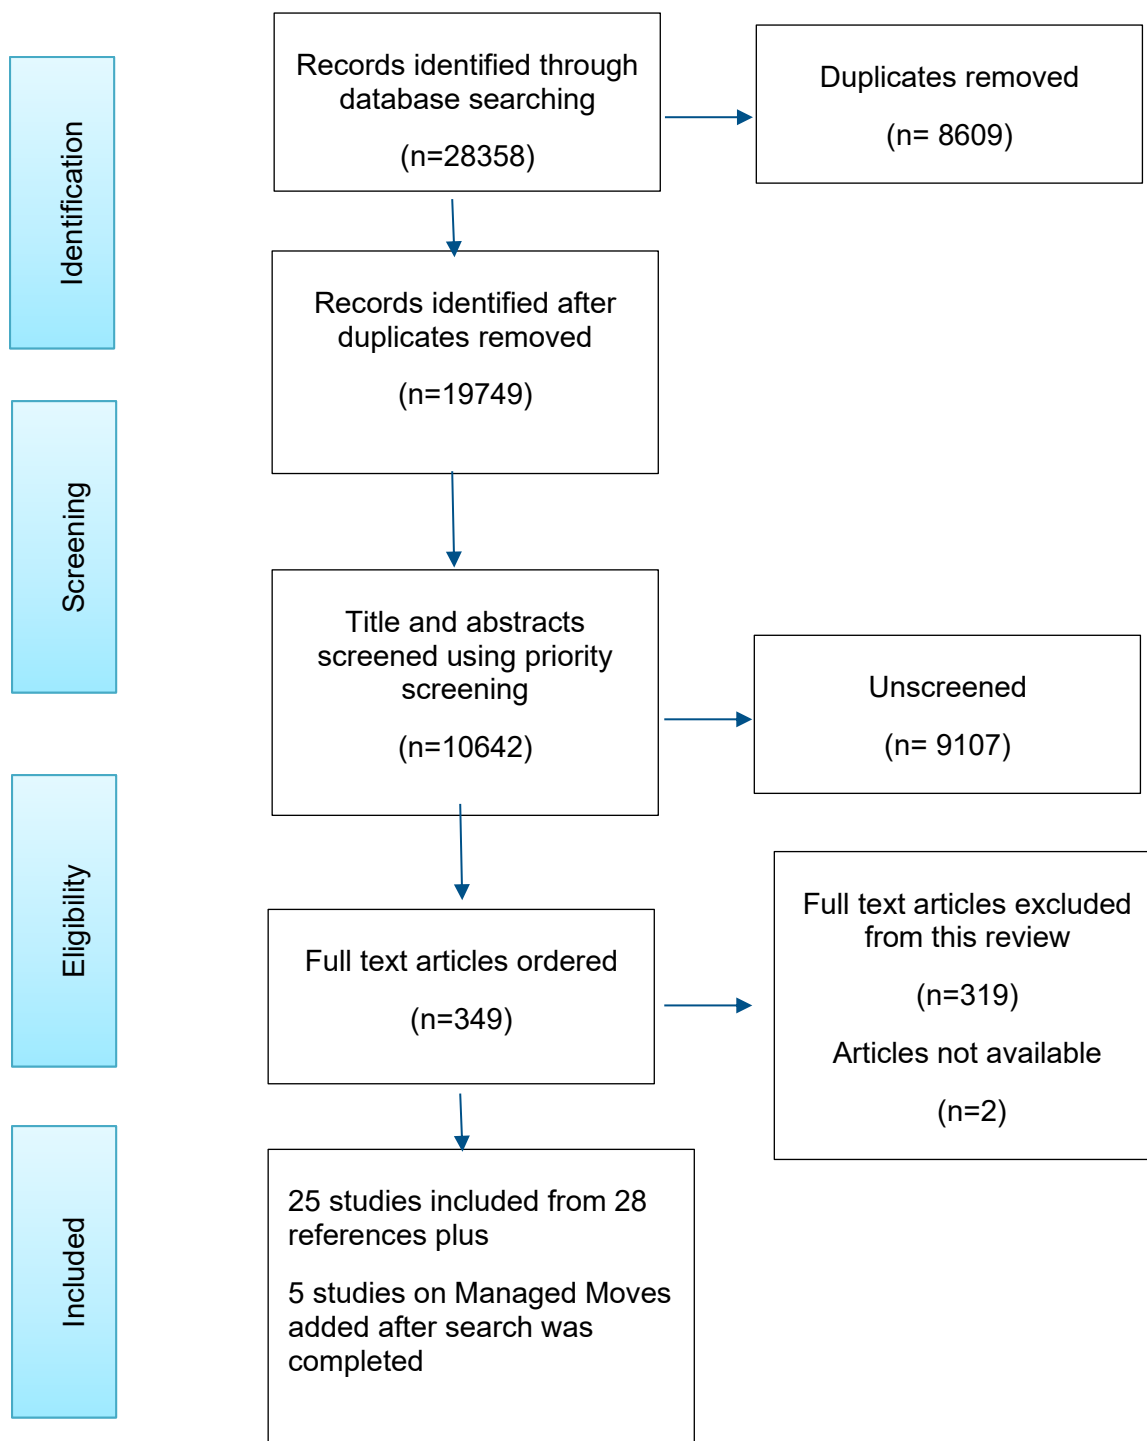 Identification
Records identified through
database searching
(n=28358)
Duplicates removed
(n= 8609)
Records identified after
duplicates removed
(n=19749)
Screening
Title and abstracts
screened using priority
screening
(n=10642)
Unscreened
(n= 9107)
Eligibility
Full text articles ordered
(n=349)
Full text articles excluded
from this review
(n=319)
Articles not available
(n=2)
Included
25 studies included from 28
references plus
5 studies on Managed Moves
added after search was
completed